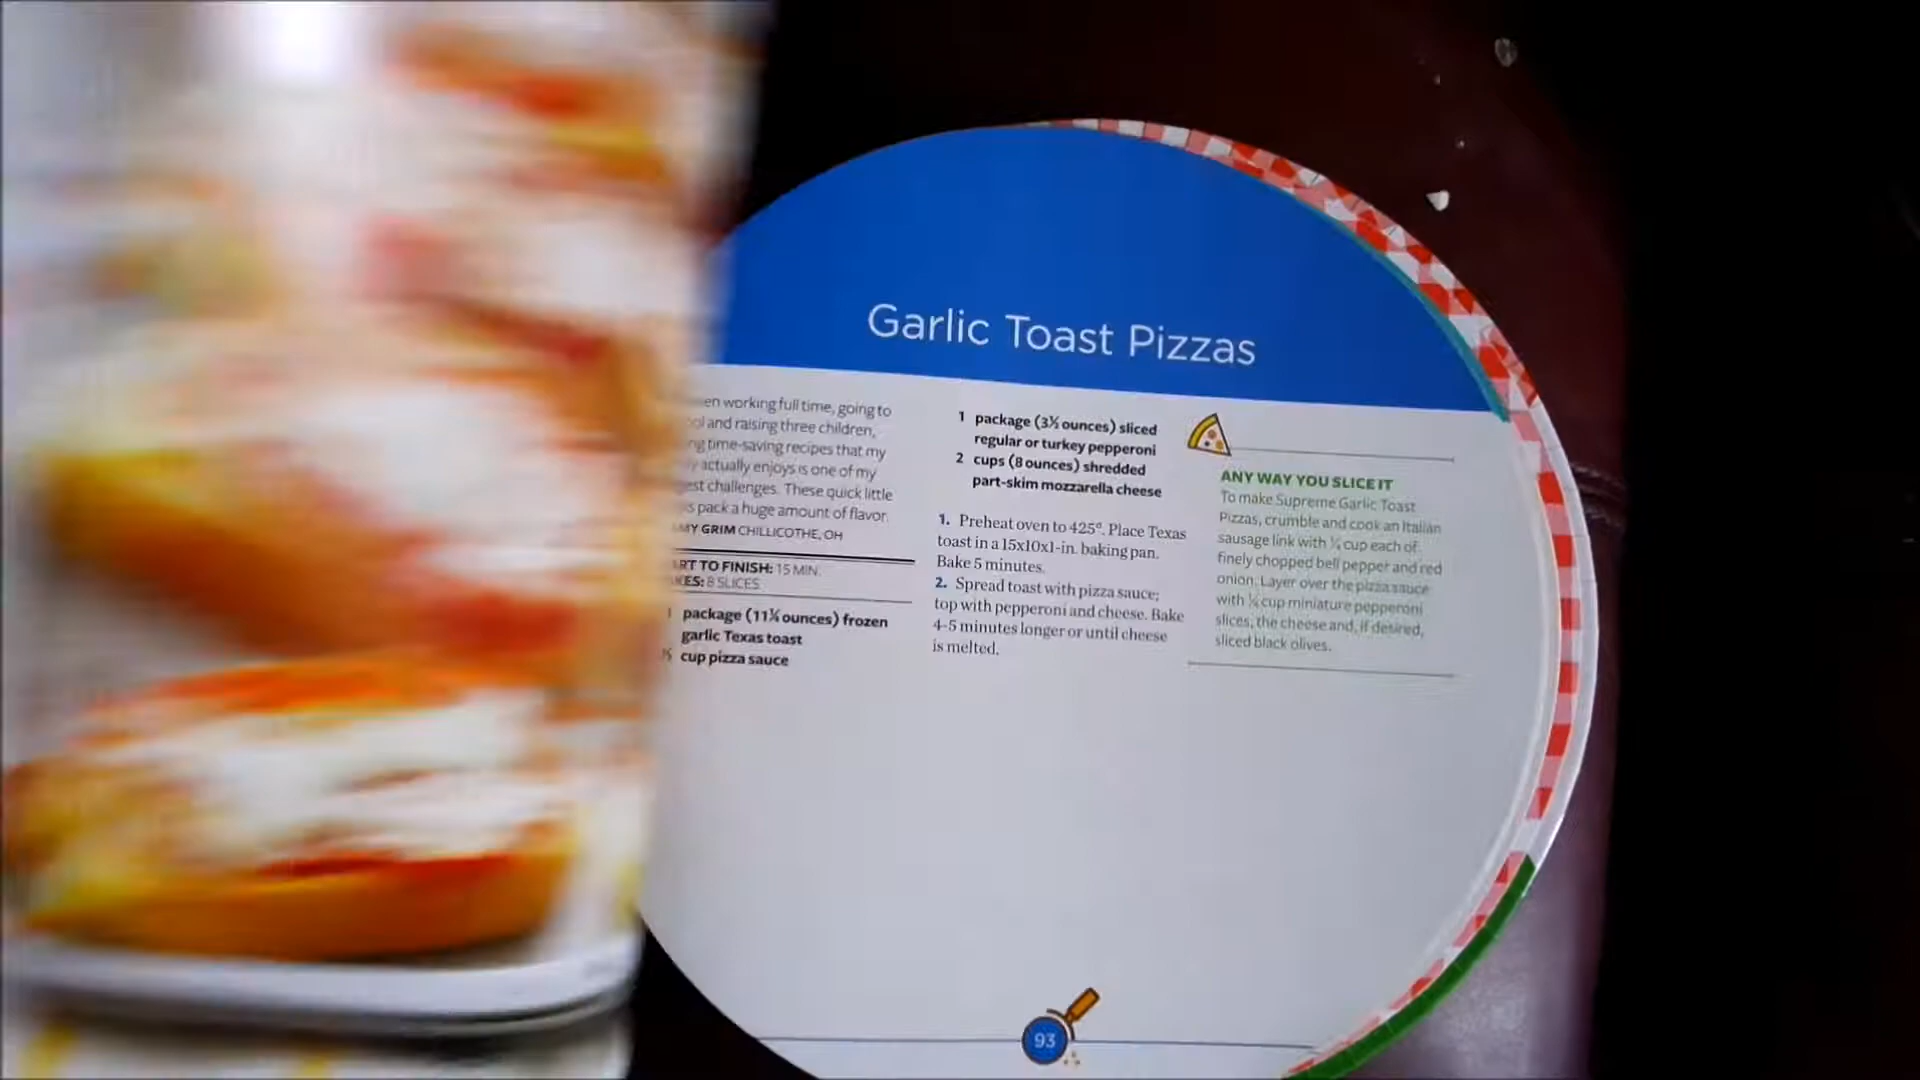 Garlic Toast Pizzas
working full time, going to
and raising three children,
time-saving recipes that my
actually enjoys is one of my
challenges. These quick little
pack a huge amount of flavor.
GRIM CHILLICOTHE, OH
TO FINISH: 15 MIN.
8 SLICES
package (11¼ ounces) frozen
garlic Texas toast
cup pizza sauce
1 package (3½ ounces) sliced
regular or turkey pepperoni
2 cups (8 ounces) shredded
part-skim mozzarella cheese
1. Preheat oven to 425°. Place Texas
toast in a 15x10x1-in. baking pan.
Bake 5 minutes.
2. Spread toast with pizza sauce;
top with pepperoni and cheese. Bake
4-5 minutes longer or until cheese
is melted.
ANY WAY YOU SLICE IT
To make Supreme Garlic Toast
Pizzas, crumble and cook an Italian
sausage link with ¼ cup each of
finely chopped bell pepper and red
onion. Layer over the pizza sauce
with ¼ cup miniature pepperoni
slices, the cheese and, if desired,
sliced black olives.
93